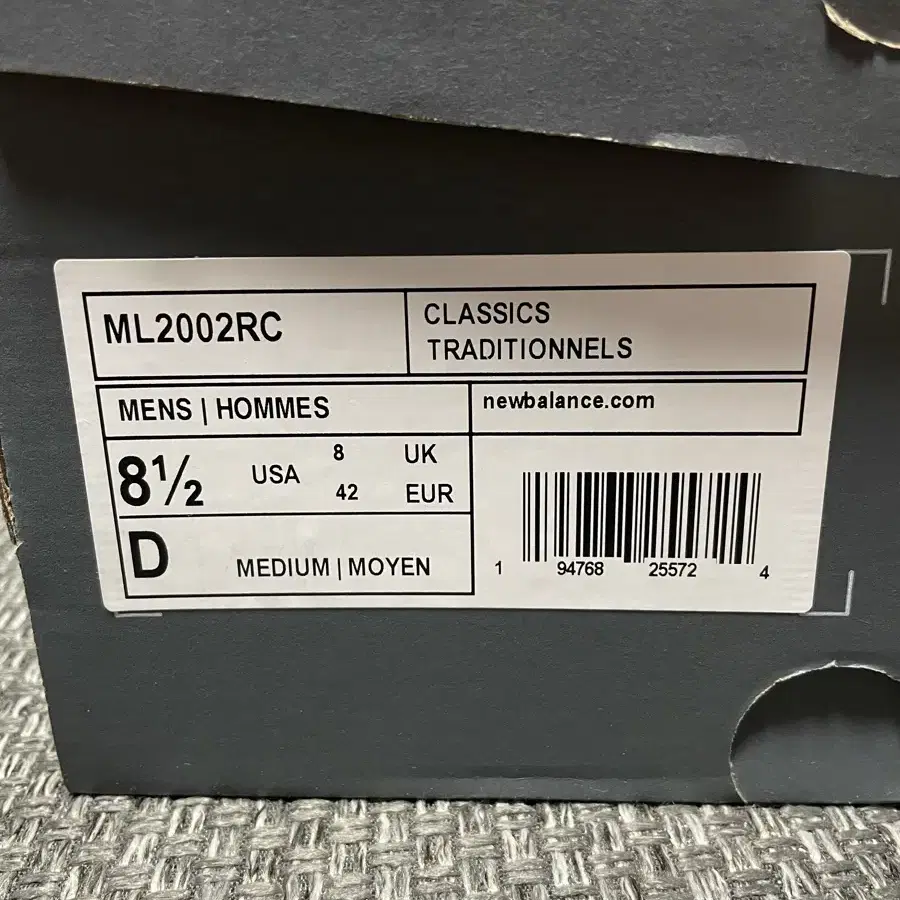 ML2002RC
CLASSICS
TRADITIONNELS
MENS | HOMMES
newbalance.com
8½ USA 8 UK
42 EUR
D MEDIUM | MOYEN
1 94768 25572 4